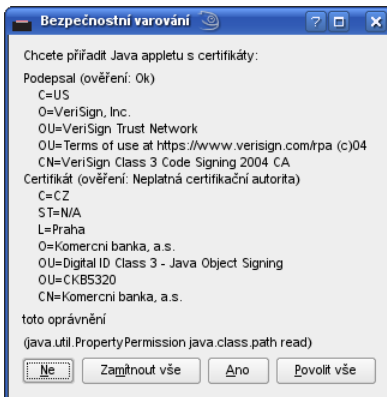 Bezpečnostní varování
Chcete přiřadit Java appletu s certifikáty:
Podepsal (ověření: Ok)
C=US
O=VeriSign, Inc.
OU=VeriSign Trust Network
OU=Terms of use at https://www.verisign.com/rpa (c)04
CN=VeriSign Class 3 Code Signing 2004 CA
Certifikát (ověření: Neplatná certifikační autorita)
C=CZ
ST=N/A
L=Praha
O=Komercni banka, a.s.
OU=Digital ID Class 3 - Java Object Signing
OU=CKB5320
CN=Komercni banka, a.s.
toto oprávnění
(java.util.PropertyPermission java.class.path read)
Ne Zamítnout vše Ano Povolit vše